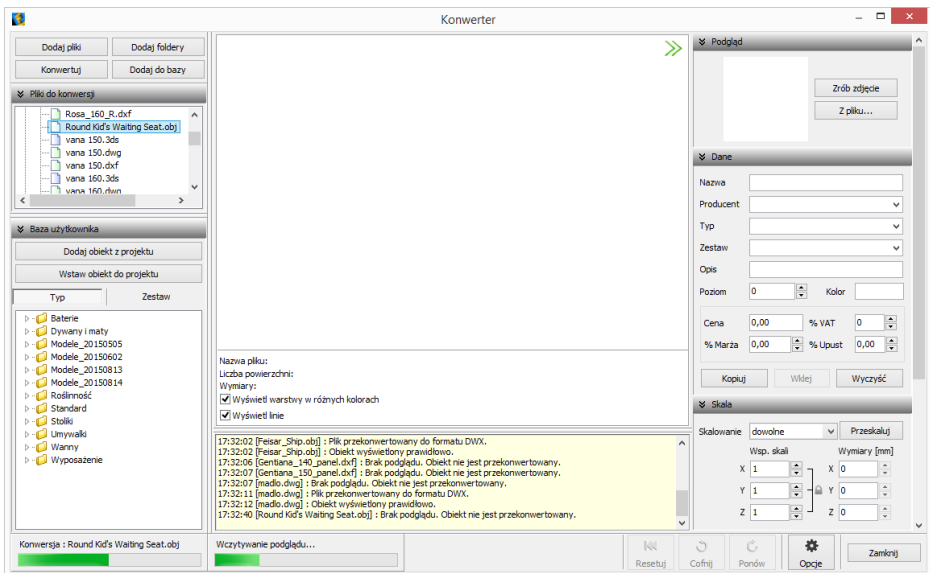 Konwerter
Dodaj pliki
Dodaj foldery
Konwertuj
Dodaj do bazy
Pliki do konwersji
Rosa_160_R.dxf
Round Kid's Waiting Seat.obj
vana 150.3ds
vana 150.dwg
vana 150.dxf
vana 160.3ds
vana 160.dwg
Baza użytkownika
Dodaj obiekt z projektu
Wstaw obiekt do projektu
Typ
Zestaw
Baterie
Dywany i maty
Modele_20150505
Modele_20150602
Modele_20150813
Modele_20150814
Roślinność
Standard
Stoliki
Umywalki
Wanny
Wyposażenie
Konwersja : Round Kid's Waiting Seat.obj
Nazwa pliku:
Liczba powierzchni:
Wymiary:
Wyświetl warstwy w różnych kolorach
Wyświetl linie
17:32:02 [Feisar_Ship.obj] : Plik przekonwertowany do formatu DWX.
17:32:02 [Feisar_Ship.obj] : Obiekt wyświetlony prawidłowo.
17:32:06 [Gentiana_140_panel.dxf] : Brak podglądu. Obiekt nie jest przekonwertowany.
17:32:07 [Gentiana_150_panel.dxf] : Brak podglądu. Obiekt nie jest przekonwertowany.
17:32:07 [madlo.dwg] : Brak podglądu. Obiekt nie jest przekonwertowany.
17:32:11 [madlo.dwg] : Plik przekonwertowany do formatu DWX.
17:32:12 [madlo.dwg] : Obiekt wyświetlony prawidłowo.
17:32:40 [Round Kid's Waiting Seat.obj] : Brak podglądu. Obiekt nie jest przekonwertowany.
Wczytywanie podglądu...
Podgląd
Zrób zdjęcie
Z pliku...
Dane
Nazwa
Producent
Typ
Zestaw
Opis
Poziom 0 Kolor
Cena 0,00 % VAT 0
% Marża 0,00 % Upust 0,00
Kopiuj
Wklej
Wyczyść
Skala
Skalowanie dowolne Przeskaluj
Wsp. skali Wymiary [mm]
X 1 X 0
Y 1 Y 0
Z 1 Z 0
Resetuj
Cofnij
Ponów
Opcje
Zamknij